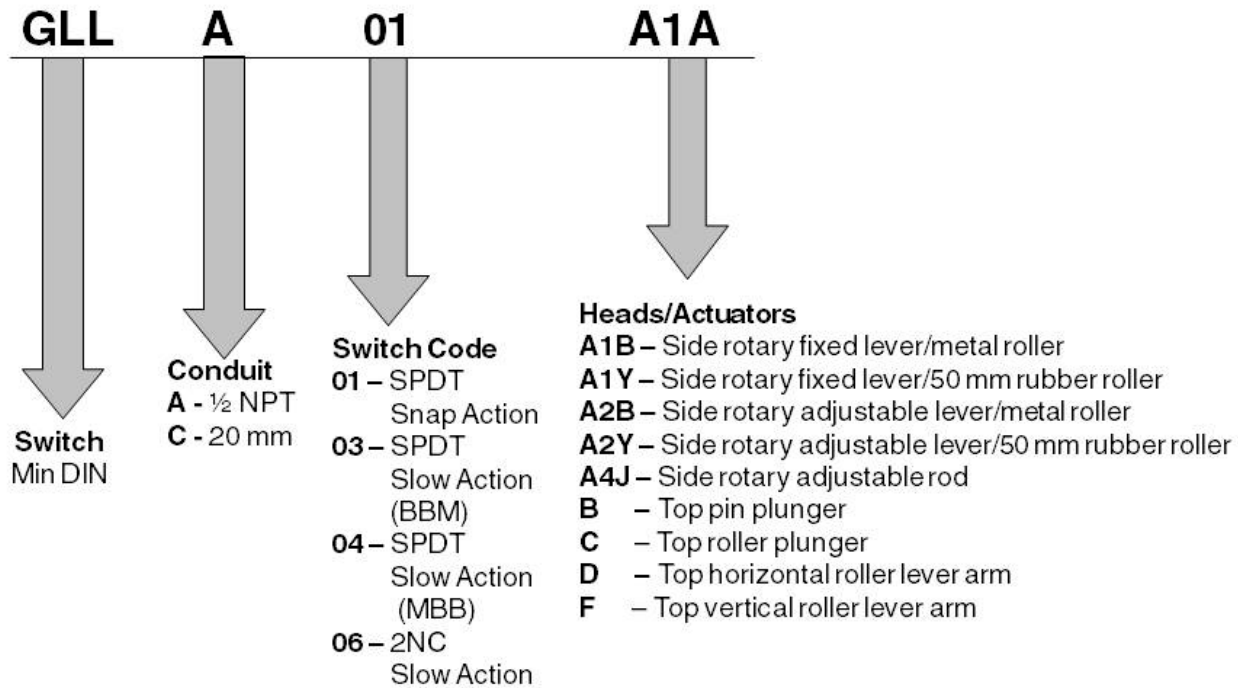 GLL A 01 A1A
Switch
Min DIN
Conduit
A - ½ NPT
C - 20 mm
Switch Code
01 – SPDT
Snap Action
03 – SPDT
Slow Action
(BBM)
04 – SPDT
Slow Action
(MBB)
06 – 2NC
Slow Action
Heads/Actuators
A1B – Side rotary fixed lever/metal roller
A1Y – Side rotary fixed lever/50 mm rubber roller
A2B – Side rotary adjustable lever/metal roller
A2Y – Side rotary adjustable lever/50 mm rubber roller
A4J – Side rotary adjustable rod
B – Top pin plunger
C – Top roller plunger
D – Top horizontal roller lever arm
F – Top vertical roller lever arm